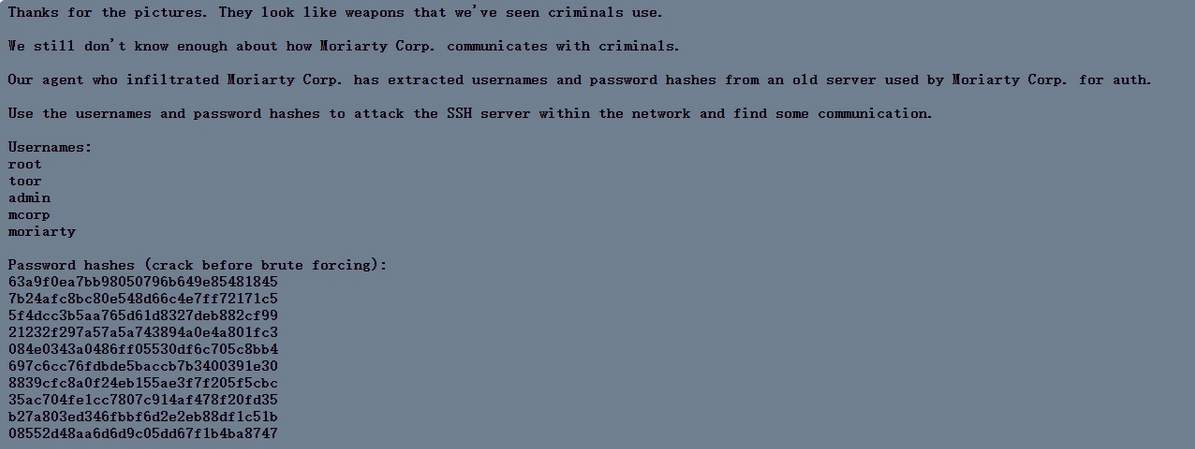 Thanks for the pictures. They look like weapons that we've seen criminals use.
We still don't know enough about how Moriarty Corp. communicates with criminals.
Our agent who infiltrated Moriarty Corp. has extracted usernames and password hashes from an old server used by Moriarty Corp. for auth.
Use the usernames and password hashes to attack the SSH server within the network and find some communication.
Usernames:
root
toor
admin
mcorp
moriarty
Password hashes (crack before brute forcing):
63a9f0ea7bb98050796b649e85481845
7b24afc8bc80e548d66c4e7ff72171c5
5f4dcc3b5aa765d61d8327deb882cf99
21232f297a57a5a743894a0e4a801fc3
084e0343a0486ff05530df6c705c8bb4
697c6cc76fdbde5baccb7b3400391e30
8839cfc8a0f24eb155ae3f7f205f5cbc
35ac704fe1cc7807c914af478f20fd35
b27a803ed346fbbf6d2e2eb88df1c51b
08552d48aa6d6d9c05dd67f1b4ba8747